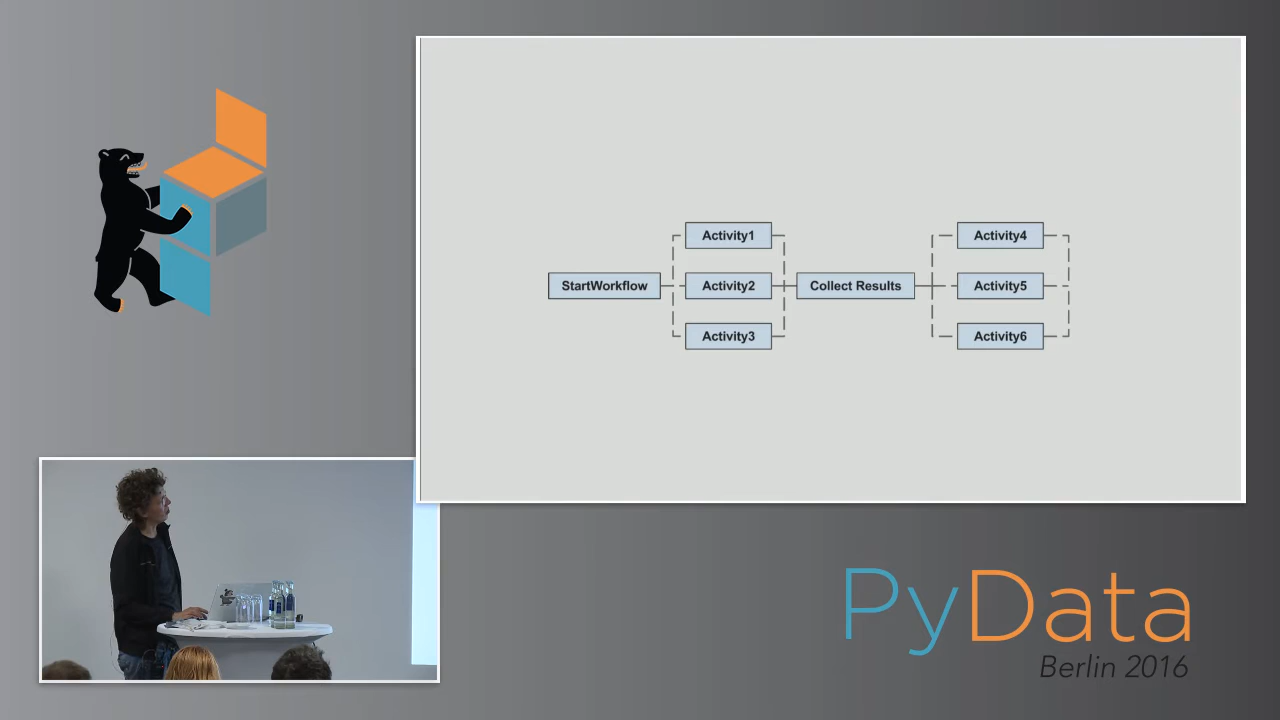 Activity1
Activity4
StartWorkflow
Activity2
Collect Results
Activity5
Activity3
Activity6
PyData
Berlin 2016